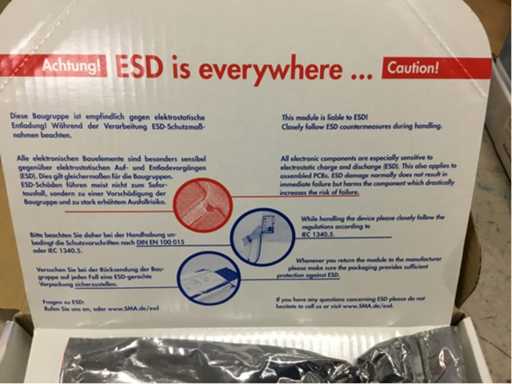 Achtung! ESD is everywhere ... Caution!
Diese Baugruppe ist empfindlich gegen elektrostatische
Entladung! Während der Verarbeitung ESD-Schutzmaß-
nahmen beachten.
Alle elektronischen Bauelemente sind besonders sensibel
gegenüber elektrostatischen Auf- und Entladevorgängen
(ESD). Dies gilt gleichermaßen für die Baugruppen.
ESD-Schäden führen meist nicht zum Sofor-
tausfall, sondern zu einer Vorschädigung der
Baugruppe und zu stark erhöhtem Ausfallrisiko.
Bitte beachten Sie daher bei der Handhabung un-
bedingt die Schutzvorschriften nach DIN EN 100 015
oder IEC 1340.5.
Versuchen Sie bei der Rücksendung der Bau-
gruppe auf jeden Fall eine ESD-gerechte
Verpackung sicherzustellen.
Fragen zu ESD:
Rufen Sie uns an, oder www.SMA.de/esd
This module is liable to ESD!
Closely follow ESD countermeasures during handling.
All electronic components are especially sensitive to
electrostatic charge and discharge (ESD). This also applies to
assembled PCBs. ESD damage normally does not result in
immediate failure but harms the component which drastically
increases the risk of failure.
While handling the device please closely follow the
regulations according to
IEC 1340.5.
Whenever you return the module to the manufacturer
please make sure the packaging provides sufficient
protection against ESD.
If you have any questions concerning ESD please do not
hesitate to call us or visit www.SMA.de/esd